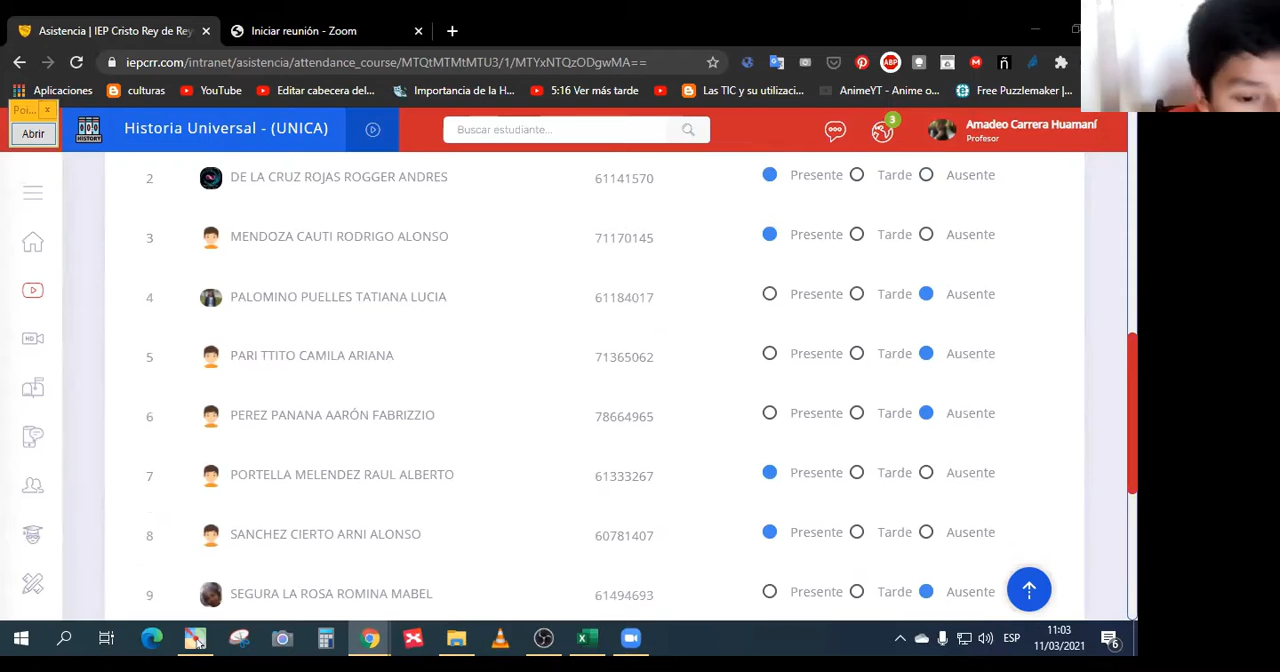 Asistencia | IEP Cristo Rey de Rey
Iniciar reunión - Zoom
iepcrr.com/intranet/asistencia/attendance_course/MTQtMTMtMTU3/1/MTYxNTQzODgwMA==
Aplicaciones culturas YouTube Editar cabecera del... Importancia de la H... 5:16 Ver más tarde Las TIC y su utilizaci... AnimeYT - Anime o... Free Puzzlemaker |...
Poi...
Abrir
HISTORY
Historia Universal - (UNICA)
Buscar estudiante...
3
Amadeo Carrera Huamaní
Profesor
2 DE LA CRUZ ROJAS ROGGER ANDRES 61141570 Presente Tarde Ausente
3 MENDOZA CAUTI RODRIGO ALONSO 71170145 Presente Tarde Ausente
4 PALOMINO PUELLES TATIANA LUCIA 61184017 Presente Tarde Ausente
5 PARI TTITO CAMILA ARIANA 71365062 Presente Tarde Ausente
6 PEREZ PANANA AARÓN FABRIZZIO 78664965 Presente Tarde Ausente
7 PORTELLA MELENDEZ RAUL ALBERTO 61333267 Presente Tarde Ausente
8 SANCHEZ CIERTO ARNI ALONSO 60781407 Presente Tarde Ausente
9 SEGURA LA ROSA ROMINA MABEL 61494693 Presente Tarde Ausente
ESP
11:03
11/03/2021
6